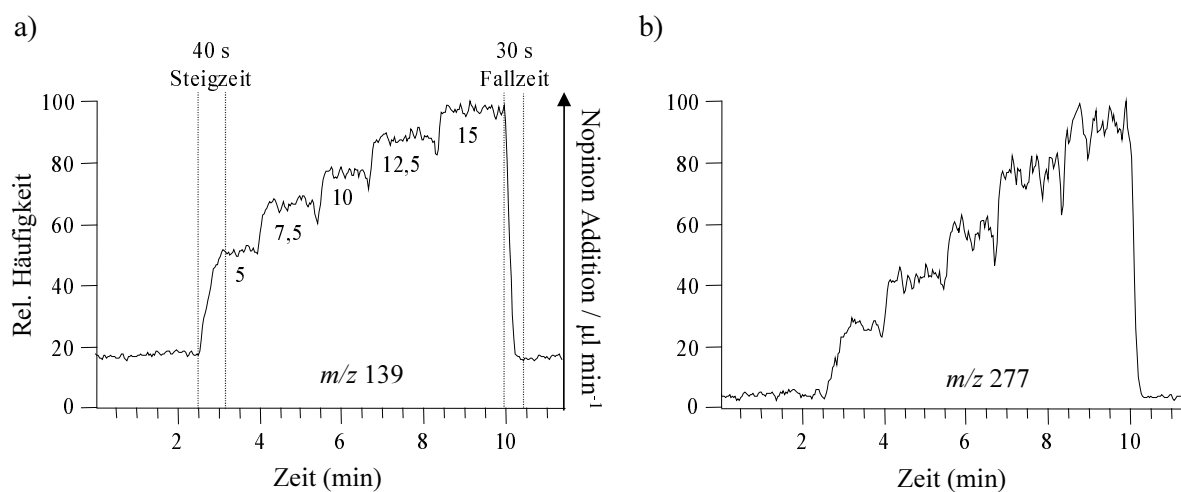 a)
40 s
Steigzeit
30 s
Fallzeit
100
80
60
40
20
0
Rel. Häufigkeit
5
7,5
10
12,5
15
m/z 139
2
4
6
8
10
Zeit (min)
Nopinon Addition / µl min-1
b)
100
80
60
40
20
0
m/z 277
2
4
6
8
10
Zeit (min)